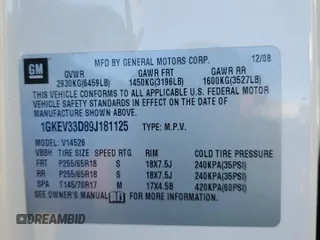 GM
MFD BY GENERAL MOTORS CORP. 12/08
GVWR GAWR FRT GAWR RR
2930KG(6459LB) 1450KG(3196LB) 1600KG(3527LB)
THIS VEHICLE CONFORMS TO ALL APPLICABLE U.S. FEDERAL
MOTOR VEHICLE SAFETY STANDARDS IN EFFECT ON THE DATE OF
MANUFACTURE SHOWN ABOVE.
1GKEV33D89J181125 TYPE: M.P.V.
MODEL: V14526
VBBH TIRE SIZE SPEED RTG RIM COLD TIRE PRESSURE
FRT P255/65R18 S 18X7.5J 240KPA(35PSI)
RR P255/65R18 S 18X7.5J 240KPA(35PSI)
SPA T145/70R17 M 17X4.5B 420KPA(60PSI)
SEE OWNERS MANUAL FOR MORE INFORMATION.
DREAMBID